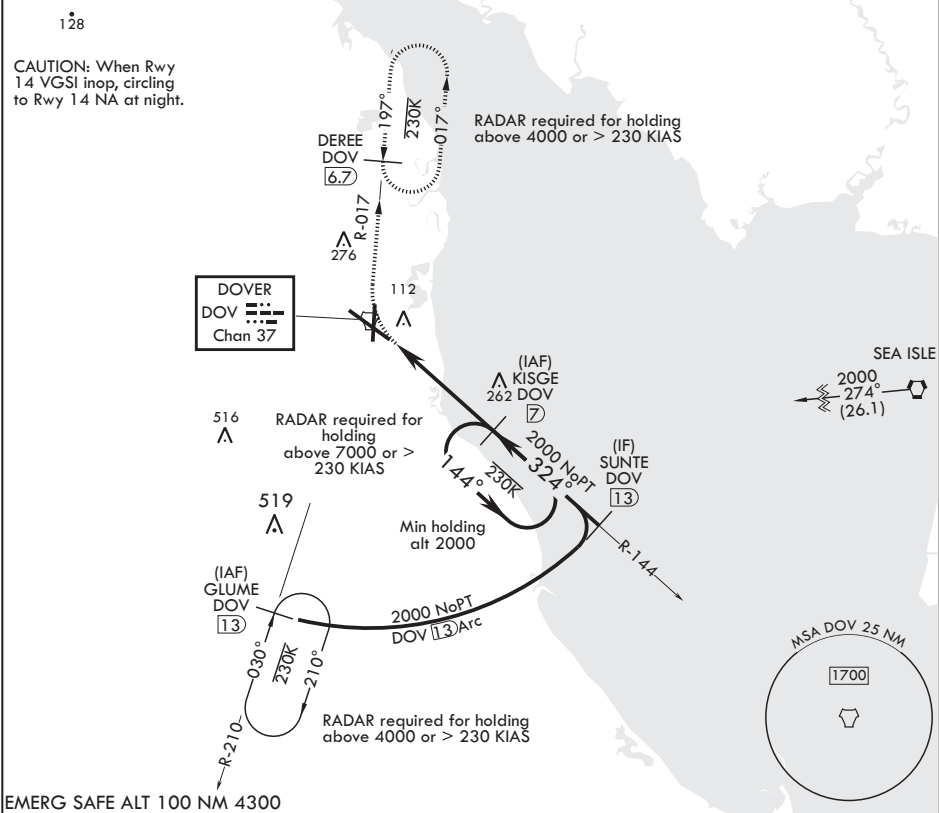 128
CAUTION: When Rwy
14 VGSI inop, circling
to Rwy 14 NA at night.
197°
230K
017°
RADAR required for holding
above 4000 or > 230 KIAS
DEREE
DOV
6.7
R-017
276
112
DOVER
DOV
Chan 37
SEA ISLE
2000
274°
(26.1)
(IAF)
KISGE
DOV
7
262
516
RADAR required for
holding
above 7000 or >
230 KIAS
2000 NoPT
324°
(IF)
SUNTE
DOV
13
144°
230K
519
Min holding
alt 2000
R-144
(IAF)
GLUME
DOV
13
2000 NoPT
DOV 13 Arc
030°
230K
210°
MSA DOV 25 NM
1700
RADAR required for holding
above 4000 or > 230 KIAS
R-210
EMERG SAFE ALT 100 NM 4300